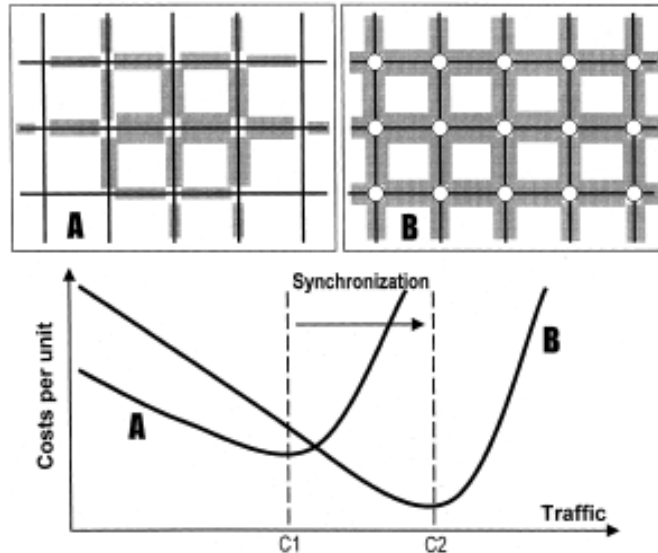 A
B
Synchronization
Costs per unit
A
B
Traffic
C1
C2